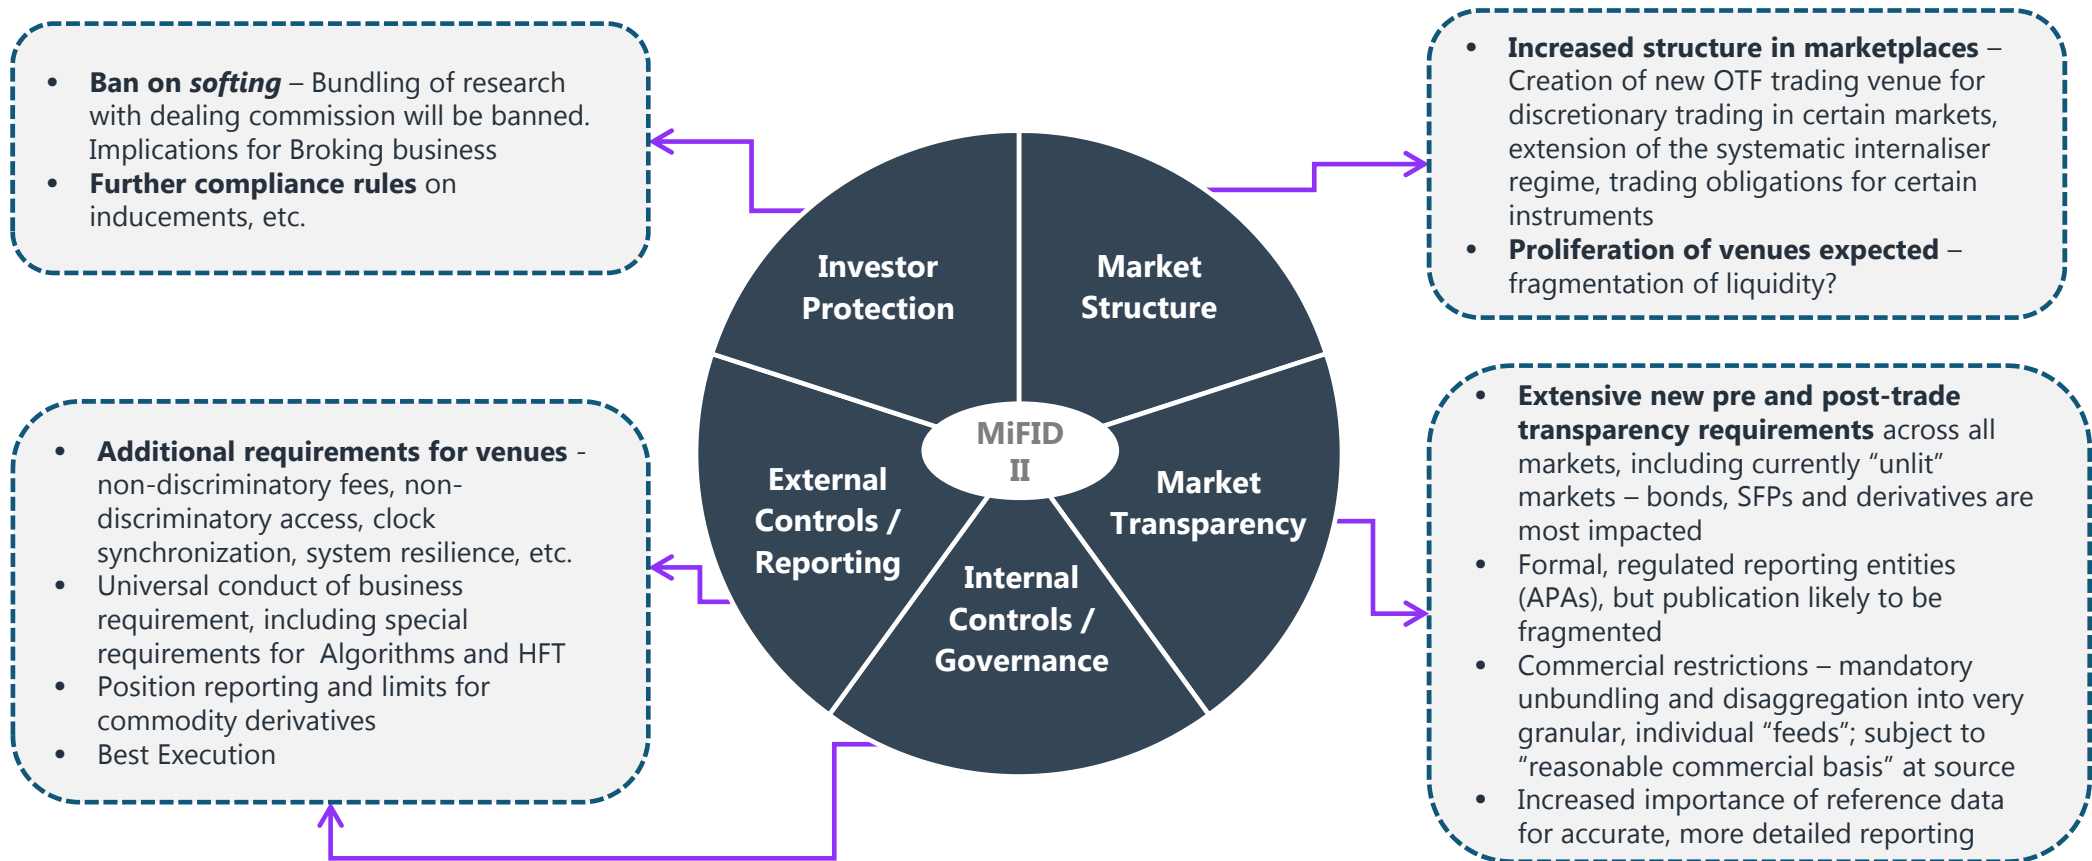 • Ban on softing – Bundling of research
with dealing commission will be banned.
Implications for Broking business
• Further compliance rules on
inducements, etc.
• Increased structure in marketplaces –
Creation of new OTF trading venue for
discretionary trading in certain markets,
extension of the systematic internaliser
regime, trading obligations for certain
instruments
• Proliferation of venues expected –
fragmentation of liquidity?
Investor
Protection
Market
Structure
MiFID
II
External
Controls /
Reporting
Market
Transparency
Internal
Controls /
Governance
• Additional requirements for venues -
non-discriminatory fees, non-
discriminatory access, clock
synchronization, system resilience, etc.
• Universal conduct of business
requirement, including special
requirements for  Algorithms and HFT
• Position reporting and limits for
commodity derivatives
• Best Execution
• Extensive new pre and post-trade
transparency requirements across all
markets, including currently “unlit”
markets – bonds, SFPs and derivatives are
most impacted
• Formal, regulated reporting entities
(APAs), but publication likely to be
fragmented
• Commercial restrictions – mandatory
unbundling and disaggregation into very
granular, individual “feeds”; subject to
“reasonable commercial basis” at source
• Increased importance of reference data
for accurate, more detailed reporting